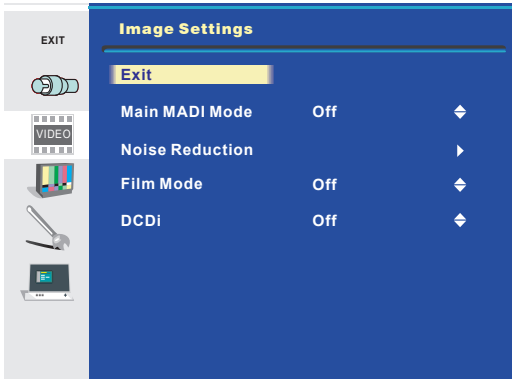 EXIT
VIDEO
Image Settings
Exit
Main MADI Mode Off
Noise Reduction
Film Mode Off
DCDi Off